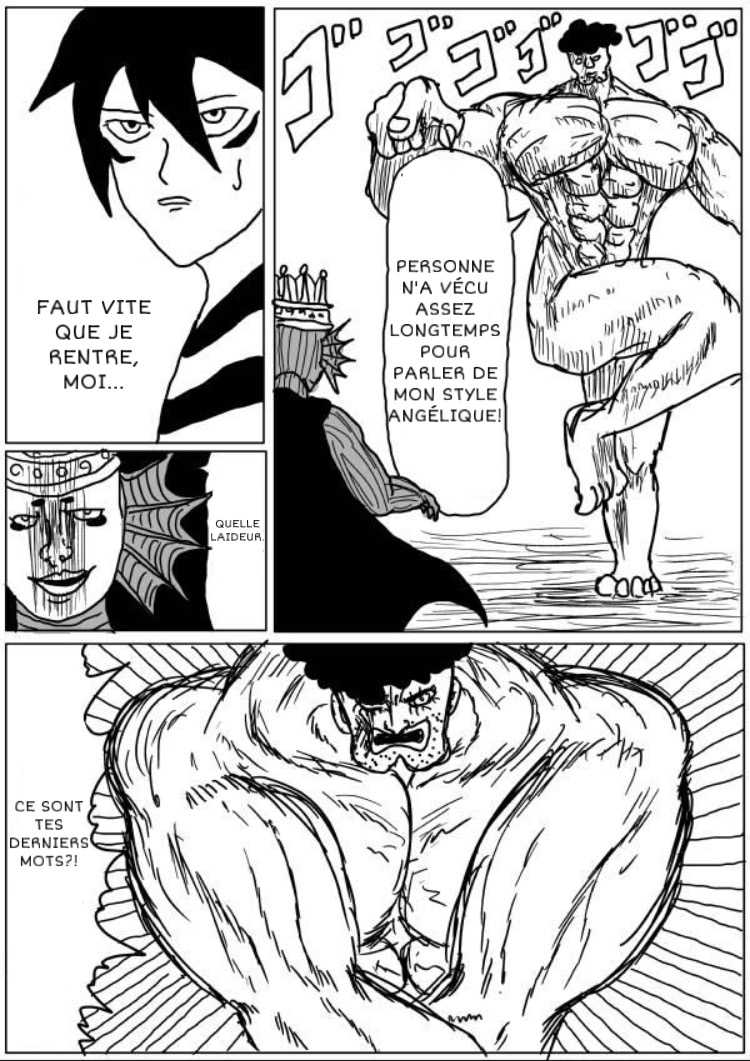 ゴゴゴゴゴゴ
PERSONNE
N'A VÉCU
ASSEZ
LONGTEMPS
POUR
PARLER DE
MON STYLE
ANGÉLIQUE!
FAUT VITE
QUE JE
RENTRE,
MOI...
QUELLE
LAIDEUR.
CE SONT
TES
DERNIERS
MOTS?!